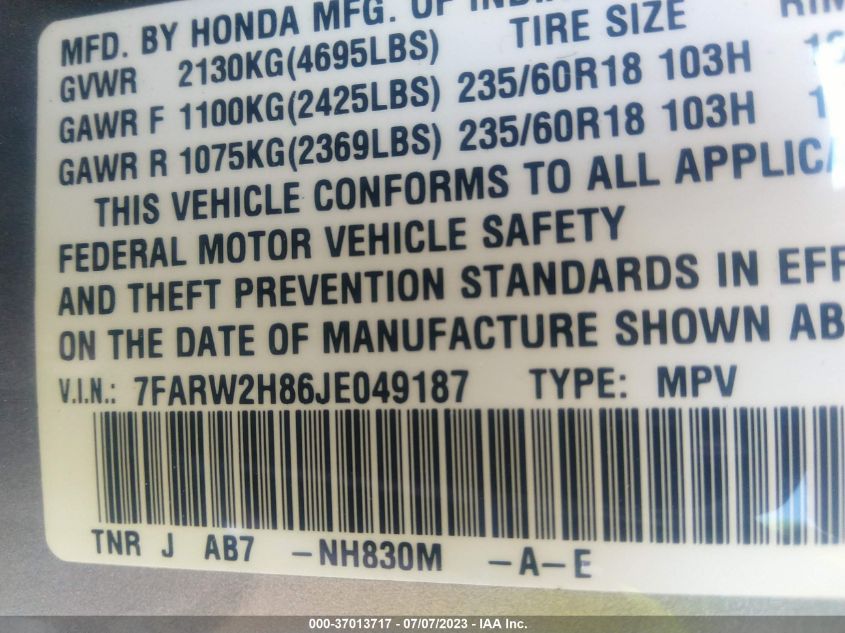 MFD. BY HONDA MFG. OF
GVWR 2130KG(4695LBS) TIRE SIZE
GAWR F 1100KG(2425LBS) 235/60R18 103H
GAWR R 1075KG(2369LBS) 235/60R18 103H
THIS VEHICLE CONFORMS TO ALL
FEDERAL MOTOR VEHICLE SAFETY
AND THEFT PREVENTION STANDARDS IN
ON THE DATE OF MANUFACTURE SHOWN
V.I.N.: 7FARW2H86JE049187 TYPE: MPV
TNR J AB7 -NH830M -A-E
000-37013717 / 07/07/2023 - IAA Inc.